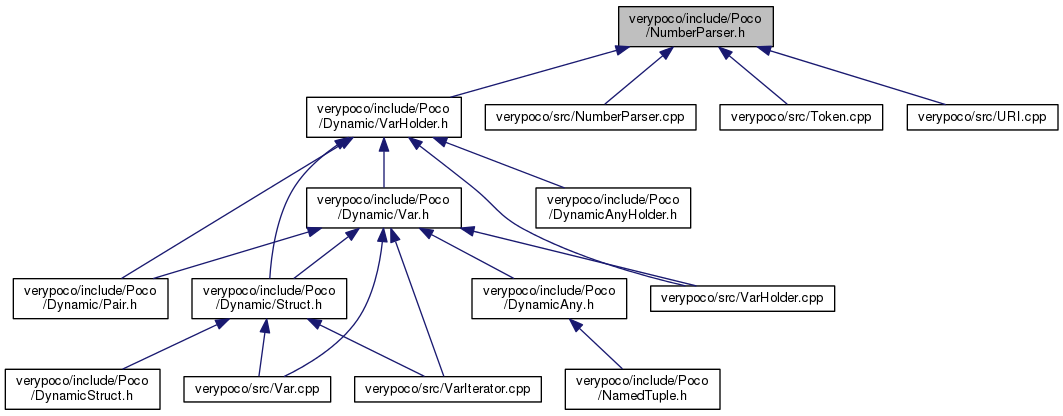 verypoco/include/Poco
/NumberParser.h
verypoco/include/Poco
/Dynamic/VarHolder.h
verypoco/src/NumberParser.cpp
verypoco/src/Token.cpp
verypoco/src/URI.cpp
verypoco/include/Poco
/Dynamic/Var.h
verypoco/include/Poco
/DynamicAnyHolder.h
verypoco/include/Poco
/Dynamic/Pair.h
verypoco/include/Poco
/Dynamic/Struct.h
verypoco/include/Poco
/DynamicAny.h
verypoco/src/VarHolder.cpp
verypoco/include/Poco
/DynamicStruct.h
verypoco/src/Var.cpp
verypoco/src/VarIterator.cpp
verypoco/include/Poco
/NamedTuple.h